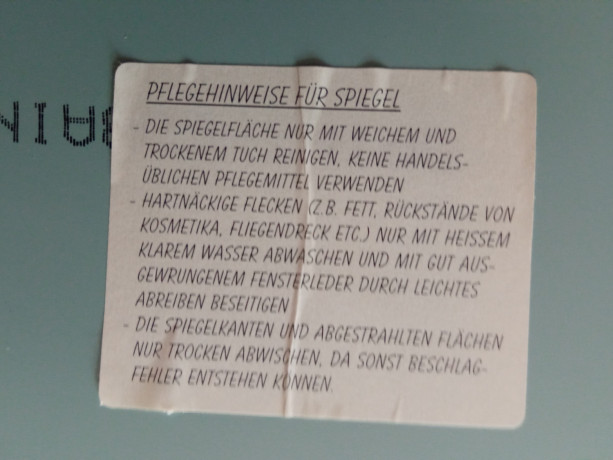 PFLEGEHINWEISE FÜR SPIEGEL
- DIE SPIEGELFLÄCHE NUR MIT WEICHEM UND
TROCKENEM TUCH REINIGEN, KEINE HANDELS-
ÜBLICHEN PFLEGEMITTEL VERWENDEN
- HARTNÄCKIGE FLECKEN (Z.B. FETT, RÜCKSTÄNDE VON
KOSMETIKA, FLIEGENDRECK ETC.) NUR MIT HEISSEM
KLAREM WASSER ABWASCHEN UND MIT GUT AUS-
GEWRUNGENEM FENSTERLEDER DURCH LEICHTES
ABREIBEN BESEITIGEN
- DIE SPIEGELKANTEN UND ABGESTRAHLTEN FLÄCHEN
NUR TROCKEN ABWISCHEN, DA SONST BESCHLAG-
FEHLER ENTSTEHEN KÖNNEN.